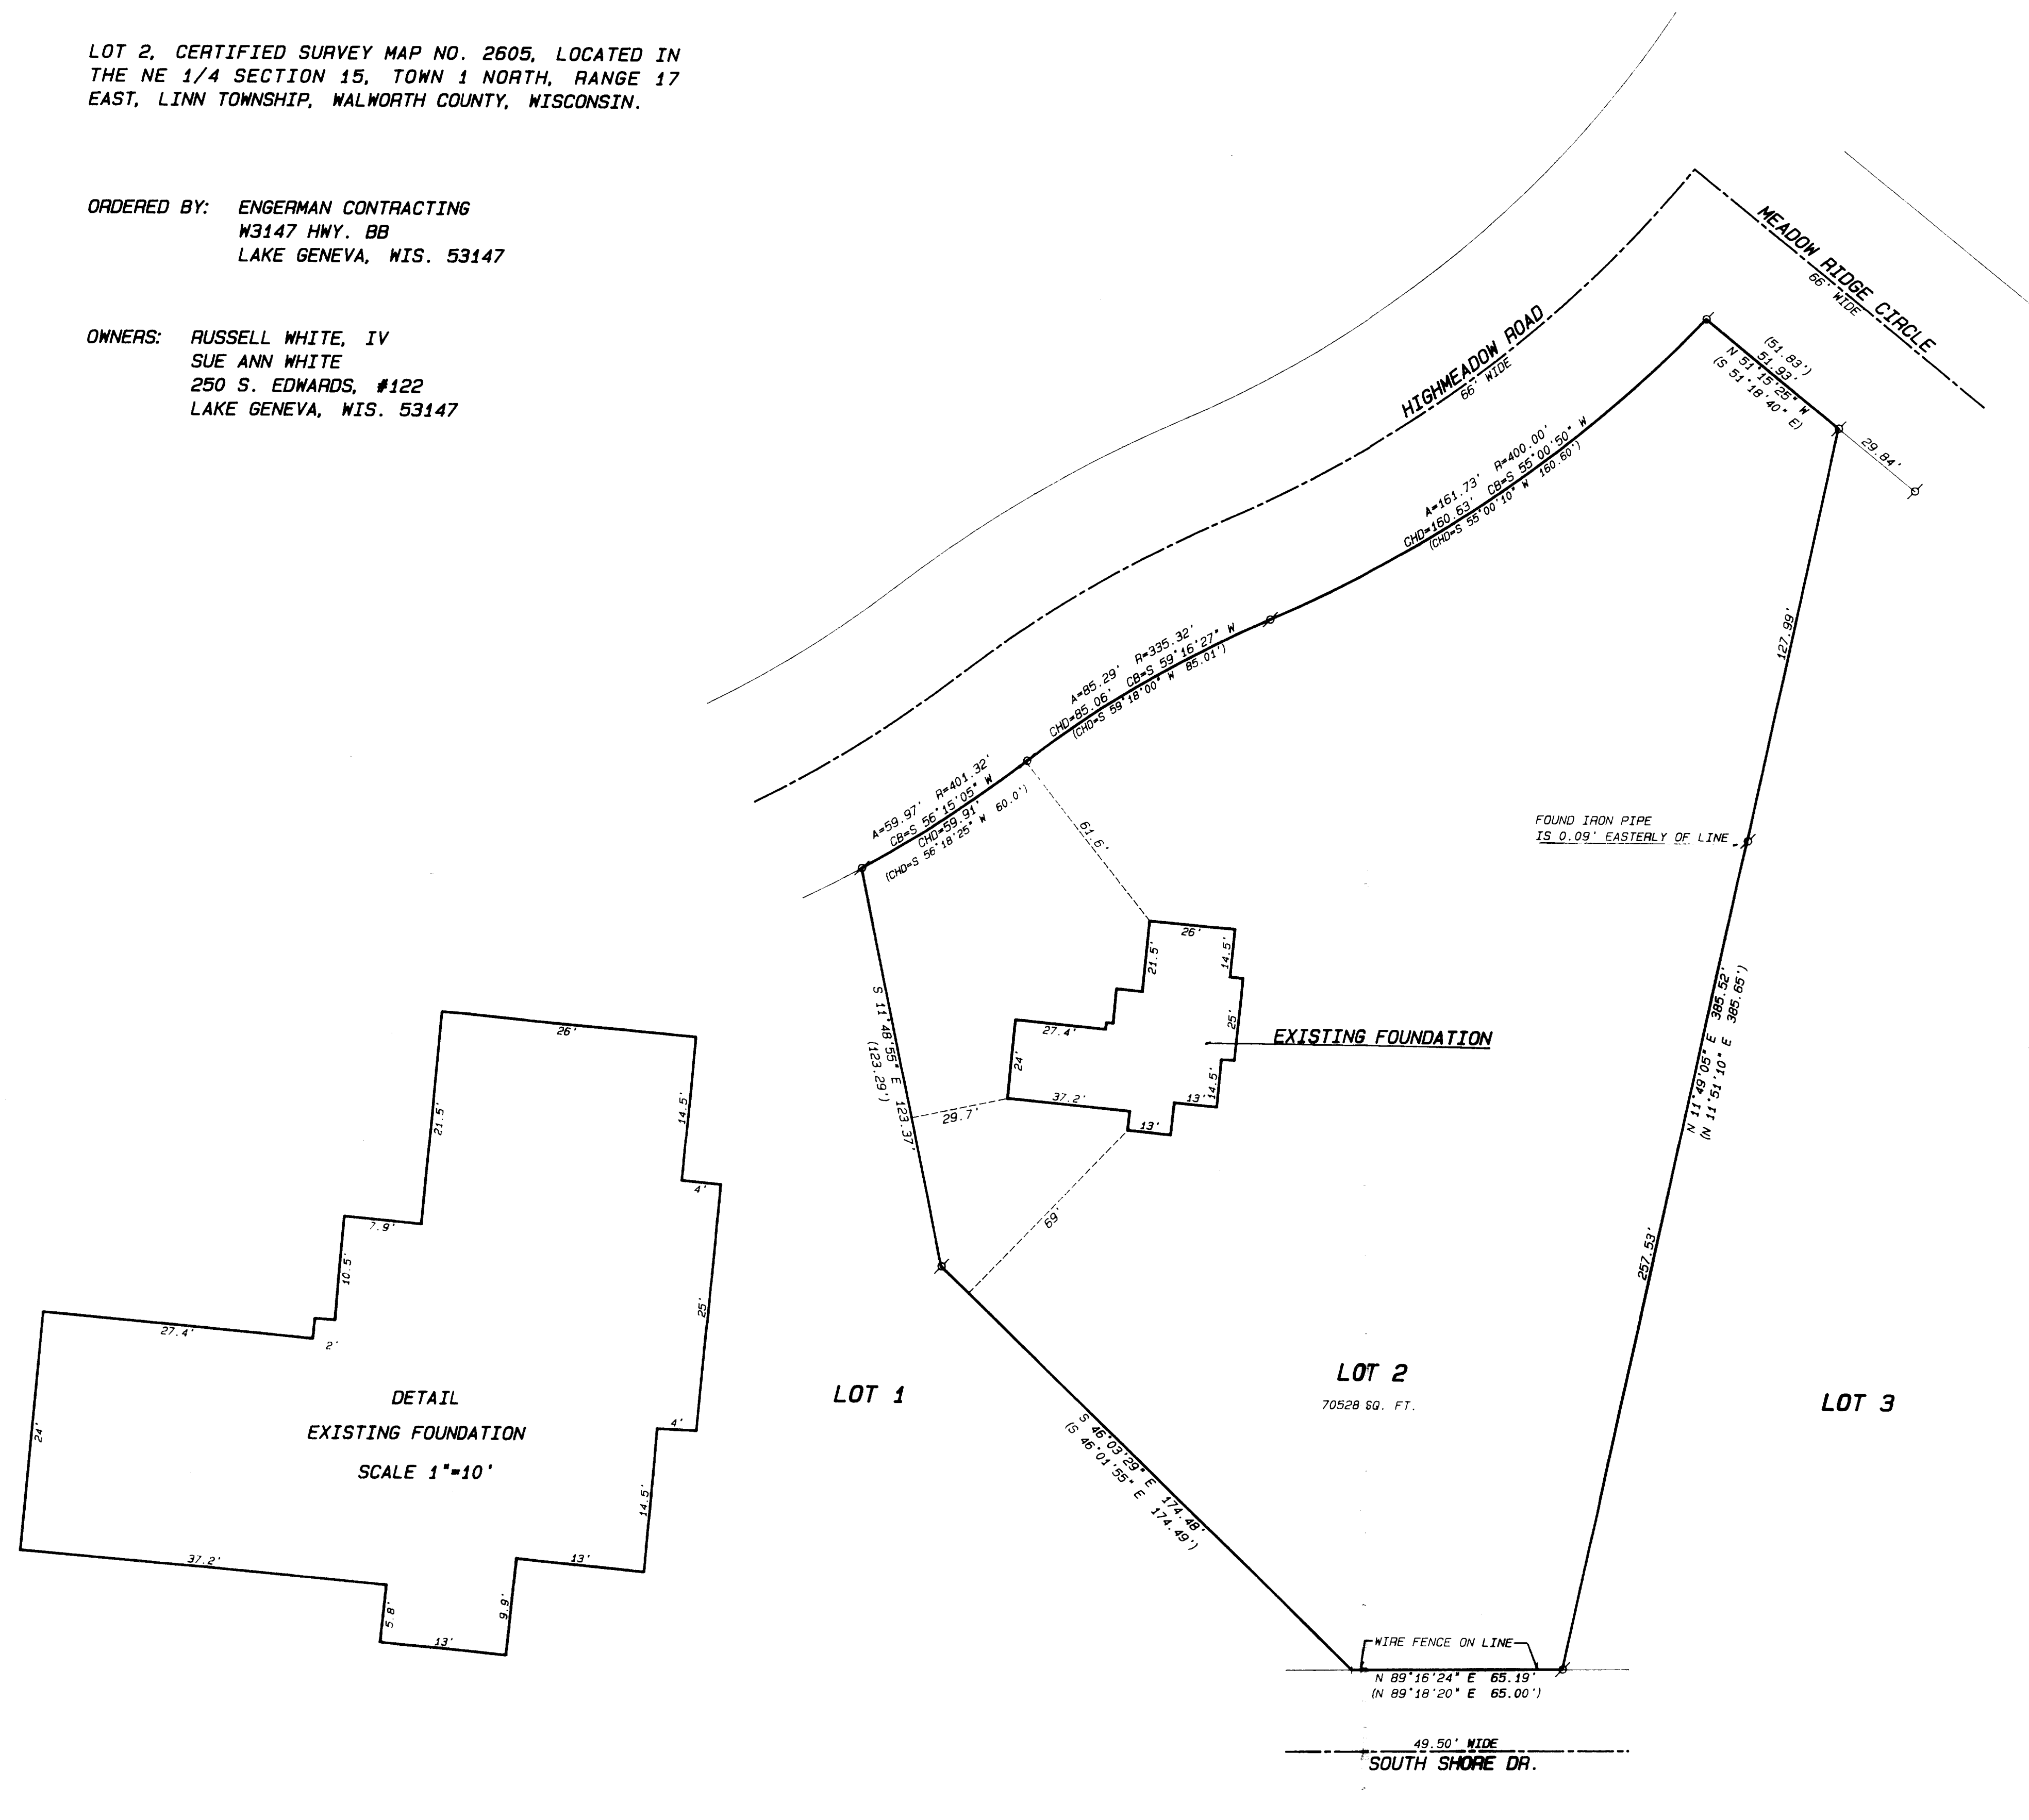 LOT 2, CERTIFIED SURVEY MAP NO. 2605, LOCATED IN
THE NE 1/4 SECTION 15, TOWN 1 NORTH, RANGE 17
EAST, LINN TOWNSHIP, WALWORTH COUNTY, WISCONSIN.
ORDERED BY: ENGERMAN CONTRACTING
W3147 HWY. BB
LAKE GENEVA, WIS. 53147
OWNERS: RUSSELL WHITE, IV
SUE ANN WHITE
250 S. EDWARDS, #122
LAKE GENEVA, WIS. 53147
MEADOW RIDGE CIRCLE
66' WIDE
HIGHMEADOW ROAD
66' WIDE
(51.83')
51.93'
N 51°15'25" W
(S 51°18'40" E)
29.84'
A=161.73' R=400.00'
CHD=160.63' CB=S 55°00'50" W
(CHD=S 55°00'10" W 160.60')
A=85.29' R=335.32'
CHD=85.06' CB=S 59°16'27" W
(CHD=S 59°18'00" W 85.01')
A=59.97' R=401.32'
CB=S 56°15'05" W
CHD=59.91'
(CHD=S 56°18'25" W 60.0')
127.99'
61.6'
FOUND IRON PIPE
IS 0.09' EASTERLY OF LINE
26'
21.5'
14.5'
27.4'
24'
25'
EXISTING FOUNDATION
37.2'
13'
14.5'
13'
S 11°48'55" E 123.37'
(123.29')
29.7'
69'
N 11°49'05" E 385.52'
(N 11°51'10" E 385.65')
257.53'
26'
21.5'
14.5'
4'
7.9'
10.5'
27.4'
2'
25'
24'
DETAIL
EXISTING FOUNDATION
SCALE 1"=10'
4'
14.5'
37.2'
13'
5.8'
9.9'
13'
LOT 1
LOT 2
70528 SQ. FT.
LOT 3
S 46°03'29" E 174.48'
(S 46°01'55" E 174.49')
WIRE FENCE ON LINE
N 89°16'24" E 65.19'
(N 89°18'20" E 65.00')
49.50' WIDE
SOUTH SHORE DR.